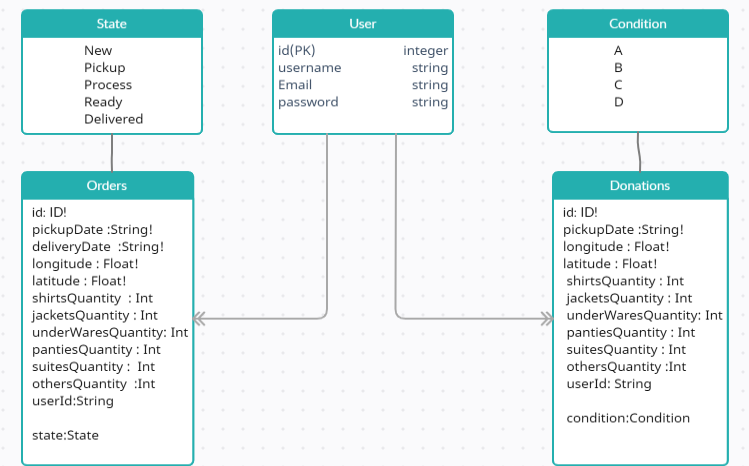 State
New
Pickup
Process
Ready
Delivered
User
id(PK) integer
username string
Email string
password string
Condition
A
B
C
D
Orders
id: ID!
pickupDate :String!
deliveryDate :String!
longitude : Float!
latitude : Float!
shirtsQuantity : Int
jacketsQuantity : Int
underWaresQuantity: Int
pantiesQuantity : Int
suitesQuantity : Int
othersQuantity :Int
userId:String
state:State
Donations
id: ID!
pickupDate :String!
longitude : Float!
latitude : Float!
shirtsQuantity : Int
jacketsQuantity : Int
underWaresQuantity: Int
pantiesQuantity : Int
suitesQuantity : Int
othersQuantity :Int
userId: String
condition:Condition